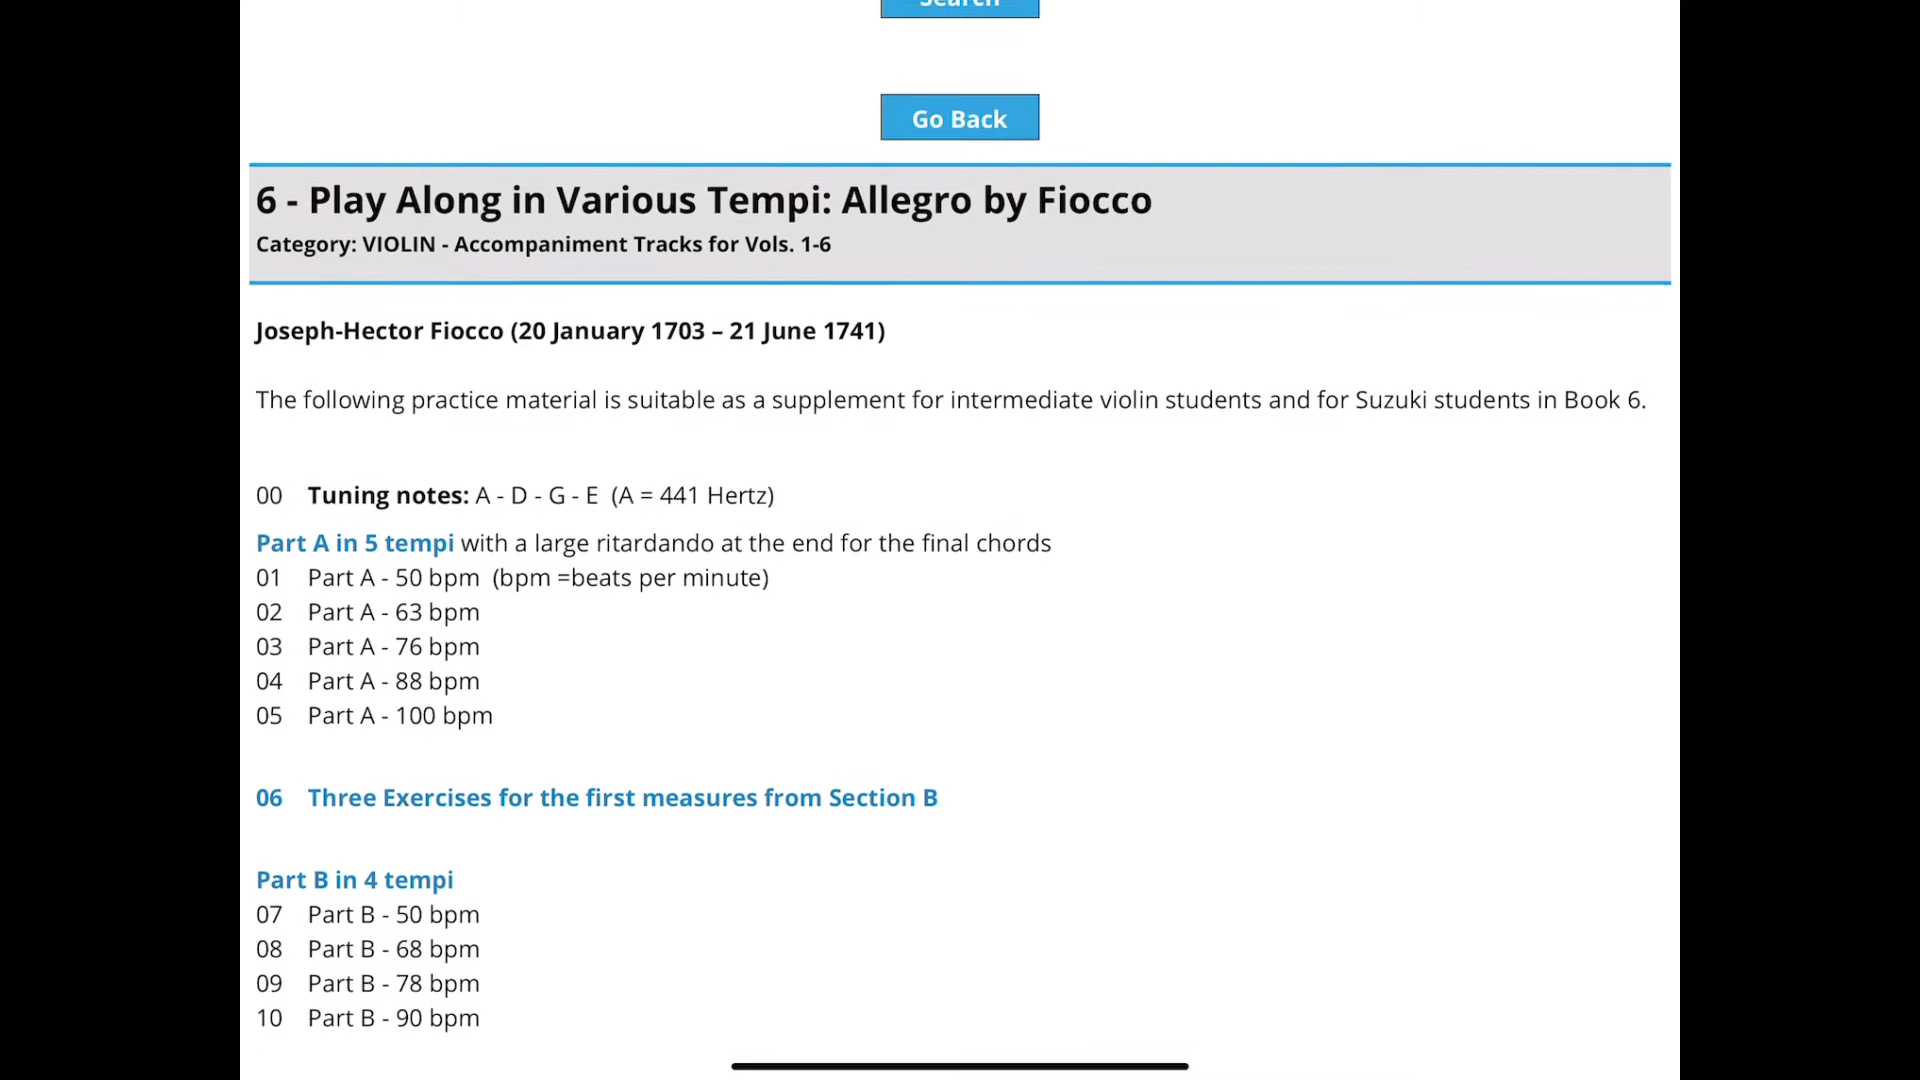 Search
Go Back
6 - Play Along in Various Tempi: Allegro by Fiocco
Category: VIOLIN - Accompaniment Tracks for Vols. 1-6
Joseph-Hector Fiocco (20 January 1703 – 21 June 1741)
The following practice material is suitable as a supplement for intermediate violin students and for Suzuki students in Book 6.
00 Tuning notes: A - D - G - E (A = 441 Hertz)
Part A in 5 tempi with a large ritardando at the end for the final chords
01 Part A - 50 bpm (bpm =beats per minute)
02 Part A - 63 bpm
03 Part A - 76 bpm
04 Part A - 88 bpm
05 Part A - 100 bpm
06 Three Exercises for the first measures from Section B
Part B in 4 tempi
07 Part B - 50 bpm
08 Part B - 68 bpm
09 Part B - 78 bpm
10 Part B - 90 bpm